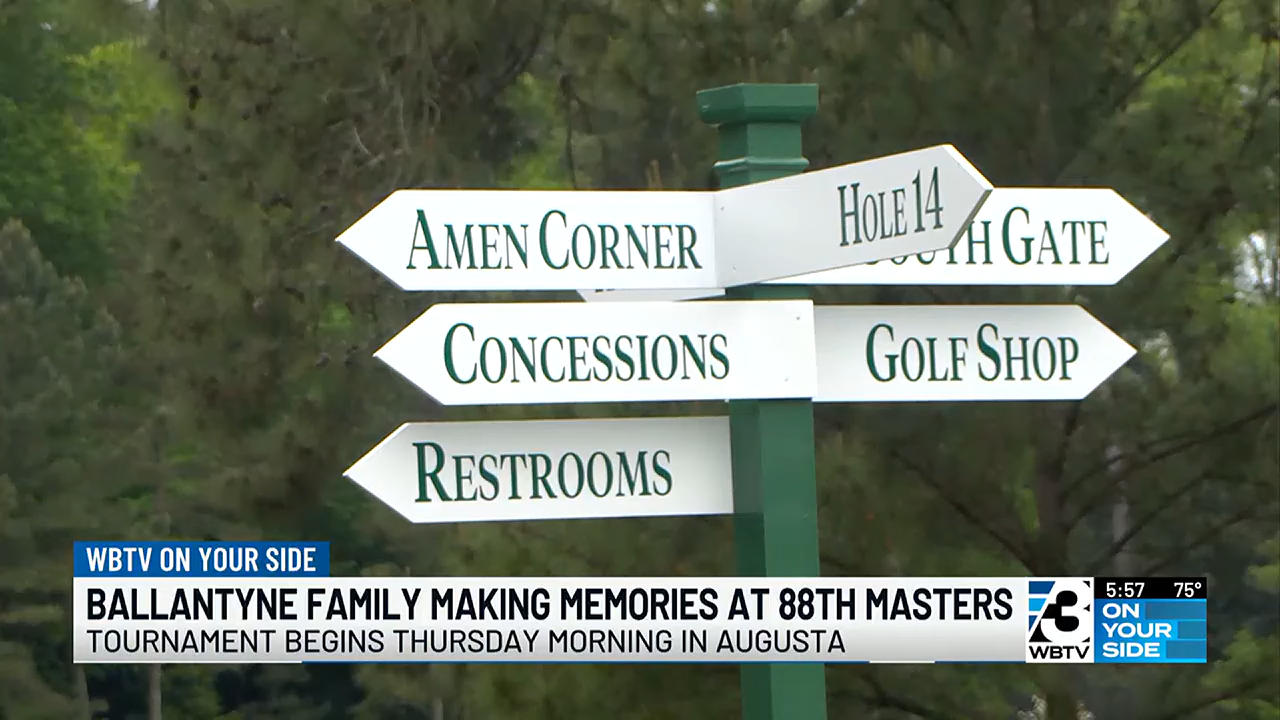 AMEN CORNER
HOLE 14
SOUTH GATE
CONCESSIONS
GOLF SHOP
RESTROOMS
WBTV ON YOUR SIDE
BALLANTYNE FAMILY MAKING MEMORIES AT 88TH MASTERS
TOURNAMENT BEGINS THURSDAY MORNING IN AUGUSTA
3
WBTV
5:57 75°
ON
YOUR
SIDE